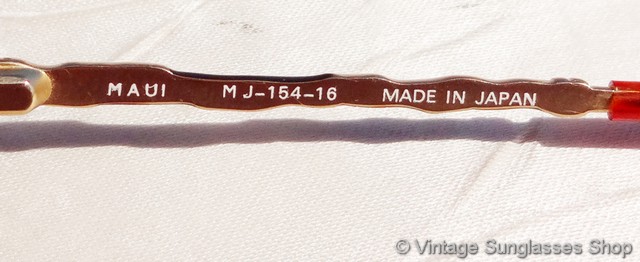 MAUI MJ-154-16 MADE IN JAPAN
© Vintage Sunglasses Shop